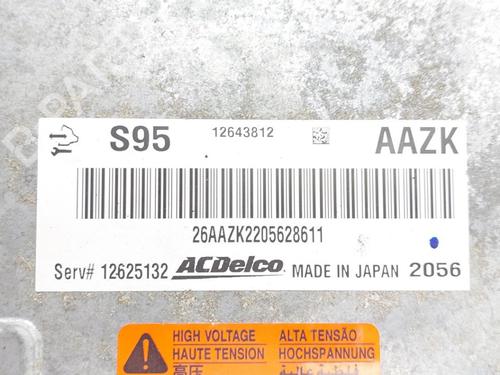 S95 12643812 AAZK
26AAZK2205628611
Serv# 12625132 ACDelco MADE IN JAPAN 2056
HIGH VOLTAGE ALTA TENSÃO
HAUTE TENSION HOCHSPANNUNG
高圧